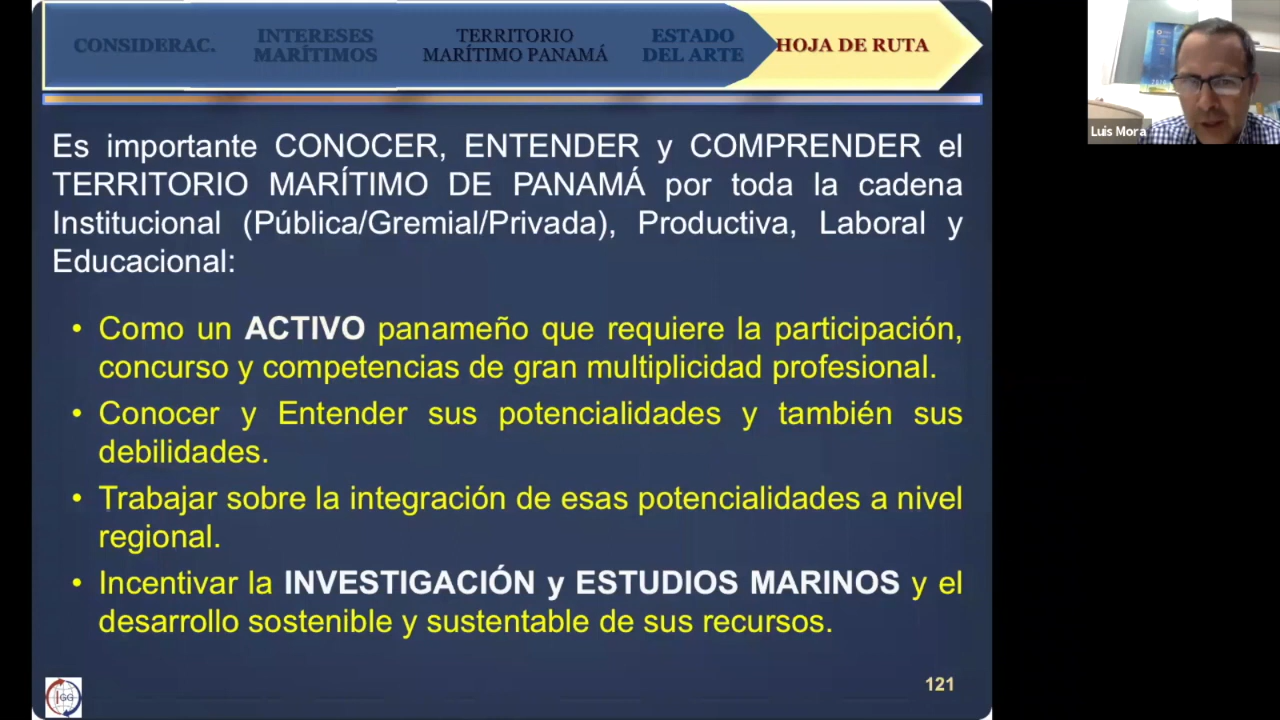 CONSIDERAC.
INTERESES
MARÍTIMOS
TERRITORIO
MARÍTIMO PANAMÁ
ESTADO
DEL ARTE
HOJA DE RUTA
Luis Mora
Es importante CONOCER, ENTENDER y COMPRENDER el
TERRITORIO MARÍTIMO DE PANAMÁ por toda la cadena
Institucional (Pública/Gremial/Privada), Productiva, Laboral y
Educacional:
• Como un ACTIVO panameño que requiere la participación,
concurso y competencias de gran multiplicidad profesional.
• Conocer y Entender sus potencialidades y también sus
debilidades.
• Trabajar sobre la integración de esas potencialidades a nivel
regional.
• Incentivar la INVESTIGACIÓN y ESTUDIOS MARINOS y el
desarrollo sostenible y sustentable de sus recursos.
IGG
121